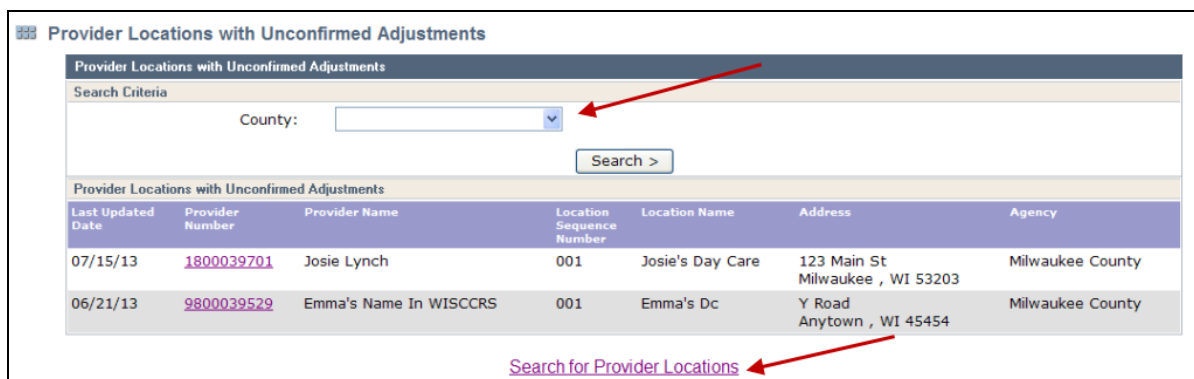 Provider Locations with Unconfirmed Adjustments
Provider Locations with Unconfirmed Adjustments
Search Criteria
County:
Search >
Provider Locations with Unconfirmed Adjustments
Last Updated Date Provider Number Provider Name Location Sequence Number Location Name Address Agency
07/15/13 1800039701 Josie Lynch 001 Josie's Day Care 123 Main St Milwaukee County
Milwaukee , WI 53203
06/21/13 9800039529 Emma's Name In WISCCRS 001 Emma's Dc Y Road Milwaukee County
Anytown , WI 45454
Search for Provider Locations